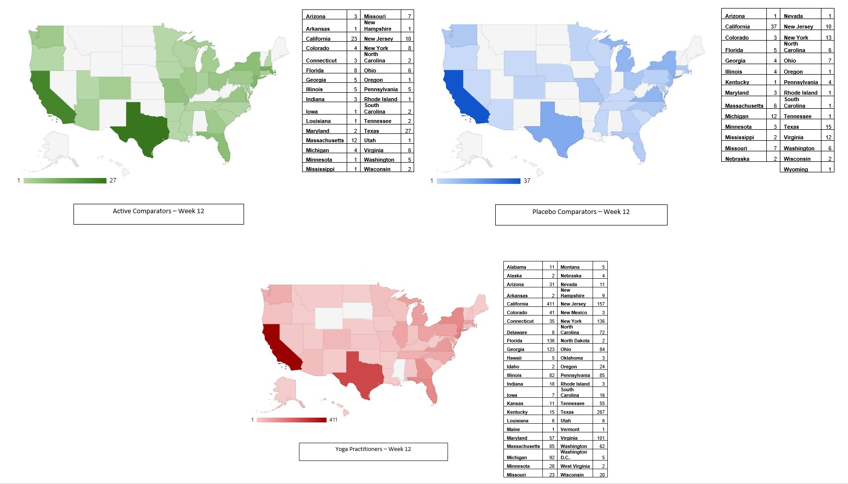 Arizona 3 Missouri 7
Arkansas 1 New Hampshire 1
California 23 New Jersey 10
Colorado 4 New York 8
Connecticut 3 North Carolina 2
Florida 8 Ohio 6
Georgia 5 Oregon 1
Illinois 5 Pennsylvania 5
Indiana 3 Rhode Island 1
Iowa 1 South Carolina 2
Louisiana 1 Tennessee 2
Maryland 2 Texas 27
Massachusetts 12 Utah 1
Michigan 4 Virginia 6
Minnesota 1 Washington 5
Mississippi 1 Wisconsin 2
1 27
Active Comparators – Week 12
Arizona 1 Nevada 1
California 37 New Jersey 10
Colorado 3 New York 13
Florida 5 North Carolina 6
Georgia 4 Ohio 7
Illinois 4 Oregon 1
Kentucky 1 Pennsylvania 4
Maryland 3 Rhode Island 1
Massachusetts 6 South Carolina 1
Michigan 12 Tennessee 1
Minnesota 3 Texas 15
Mississippi 2 Virginia 12
Missouri 7 Washington 6
Nebraska 2 Wisconsin 2
Wyoming 1
1 37
Placebo Comparators – Week 12
Alabama 11 Montana 5
Alaska 2 Nebraska 4
Arizona 31 Nevada 11
Arkansas 2 New Hampshire 9
California 411 New Jersey 157
Colorado 41 New Mexico 3
Connecticut 35 New York 136
Delaware 8 North Carolina 72
Florida 136 North Dakota 2
Georgia 123 Ohio 84
Hawaii 5 Oklahoma 3
Idaho 2 Oregon 24
Illinois 82 Pennsylvania 85
Indiana 18 Rhode Island 3
Iowa 7 South Carolina 16
Kansas 11 Tennessee 55
Kentucky 15 Texas 287
Louisiana 6 Utah 6
Maine 1 Vermont 1
Maryland 57 Virginia 101
Massachusetts 85 Washington 62
Michigan 92 Washington D.C. 5
Minnesota 28 West Virginia 2
Missouri 23 Wisconsin 28
1 411
Yoga Practitioners – Week 12